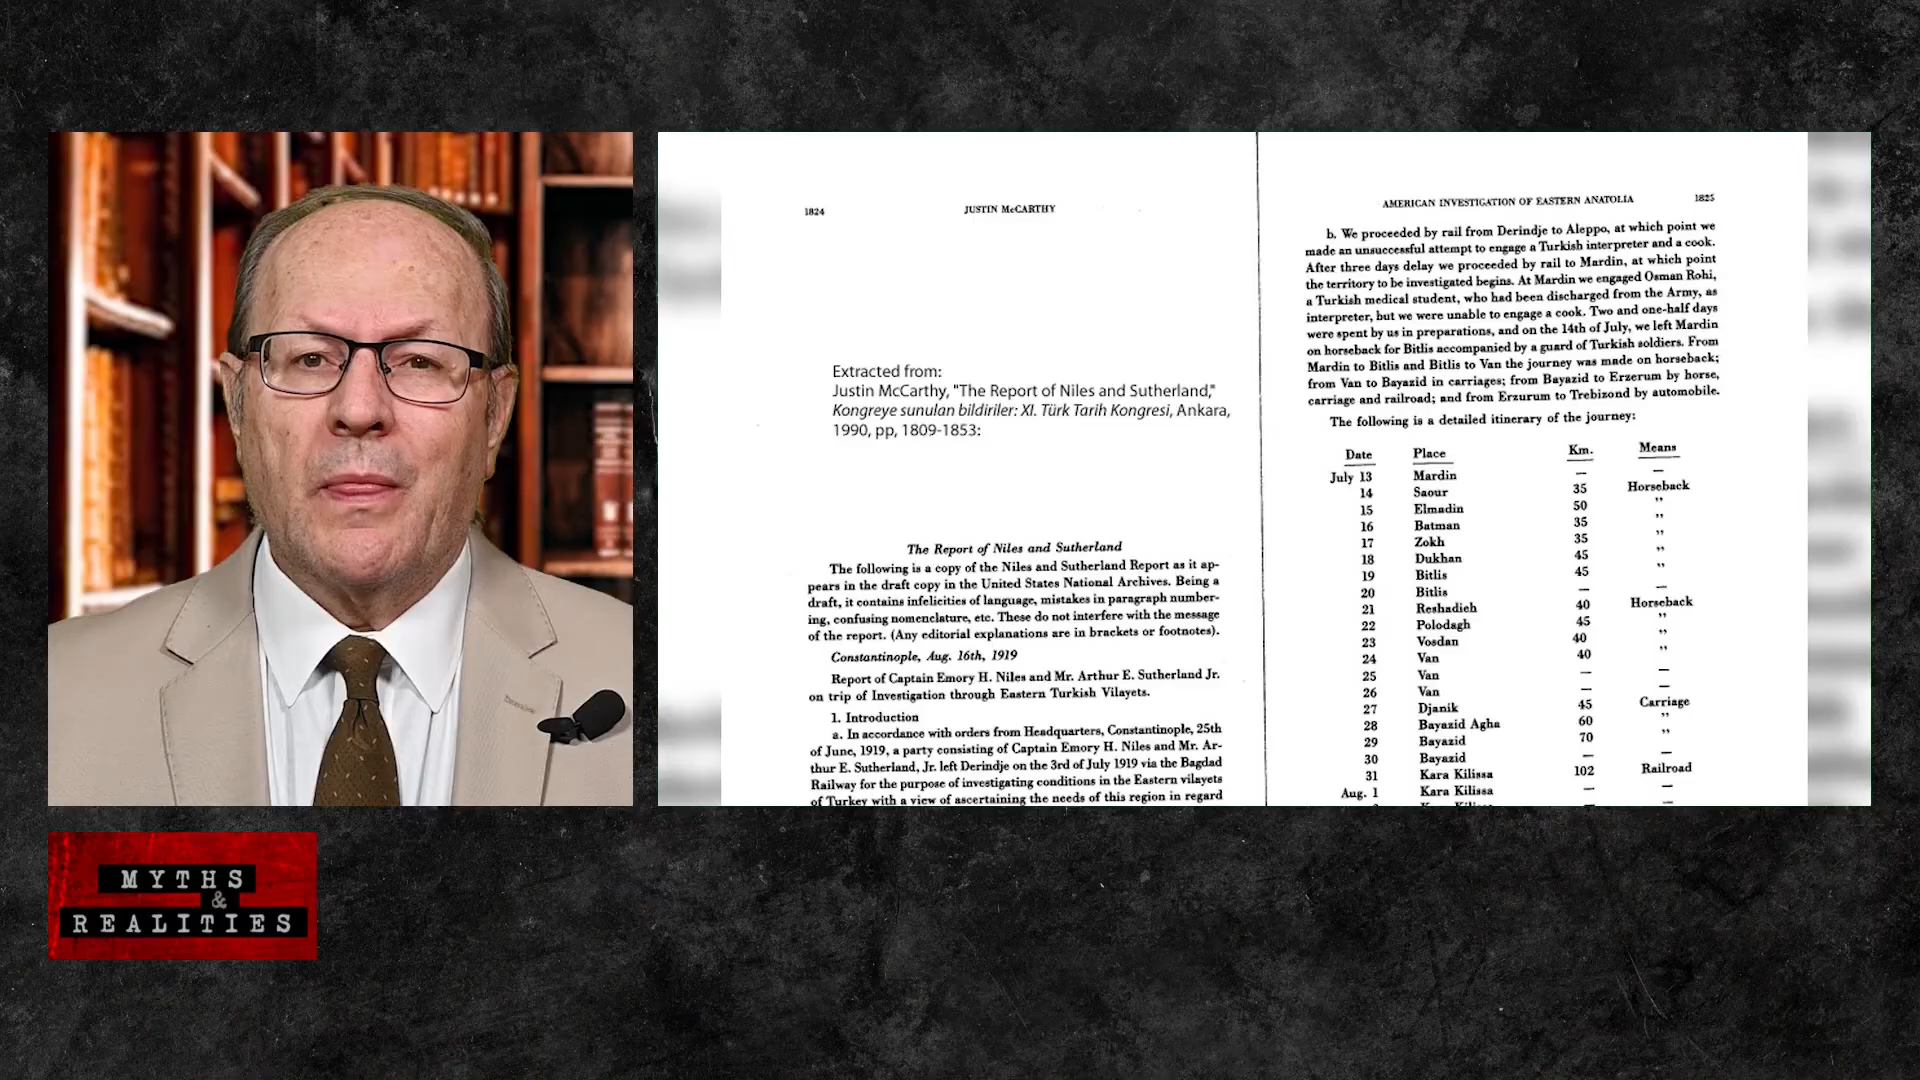 1824 JUSTIN McCARTHY
Extracted from:
Justin McCarthy, "The Report of Niles and Sutherland,"
Kongreye sunulan bildiriler: XI. Türk Tarih Kongresi, Ankara,
1990, pp, 1809-1853:
The Report of Niles and Sutherland
The following is a copy of the Niles and Sutherland Report as it ap-
pears in the draft copy in the United States National Archives. Being a
draft, it contains infelicities of language, mistakes in paragraph number-
ing, confusing nomenclature, etc. These do not interfere with the message
of the report. (Any editorial explanations are in brackets or footnotes).
Constantinople, Aug. 16th, 1919
Report of Captain Emory H. Niles and Mr. Arthur E. Sutherland Jr.
on trip of Investigation through Eastern Turkish Vilayets.
1. Introduction
a. In accordance with orders from Headquarters, Constantinople, 25th
of June, 1919, a party consisting of Captain Emory H. Niles and Mr. Ar-
thur E. Sutherland, Jr. left Derindje on the 3rd of July 1919 via the Bagdad
Railway for the purpose of investigating conditions in the Eastern vilayets
of Turkey with a view of ascertaining the needs of this region in regard
AMERICAN INVESTIGATION OF EASTERN ANATOLIA 1825
b. We proceeded by rail from Derindje to Aleppo, at which point we
made an unsuccessful attempt to engage a Turkish interpreter and a cook.
After three days delay we proceeded by rail to Mardin, at which point
the territory to be investigated begins. At Mardin we engaged Osman Rohi,
a Turkish medical student, who had been discharged from the Army, as
interpreter, but we were unable to engage a cook. Two and one-half days
were spent by us in preparations, and on the 14th of July, we left Mardin
on horseback for Bitlis accompanied by a guard of Turkish soldiers. From
Mardin to Bitlis and Bitlis to Van the journey was made on horseback;
from Van to Bayazid in carriages; from Bayazid to Erzerum by horse,
carriage and railroad; and from Erzurum to Trebizond by automobile.
The following is a detailed itinerary of the journey:
Date Place Km. Means
July 13 Mardin — —
14 Saour 35 Horseback
15 Elmadin 50 ”
16 Batman 35 ”
17 Zokh 35 ”
18 Dukhan 45 ”
19 Bitlis 45 ”
20 Bitlis — —
21 Reshadieh 40 Horseback
22 Polodagh 45 ”
23 Vosdan 40 ”
24 Van 40 ”
25 Van — —
26 Van — —
27 Djanik 45 Carriage
28 Bayazid Agha 60 ”
29 Bayazid 70 ”
30 Bayazid — —
31 Kara Kilissa 102 Railroad
Aug. 1 Kara Kilissa — —
MYTHS
&
REALITIES